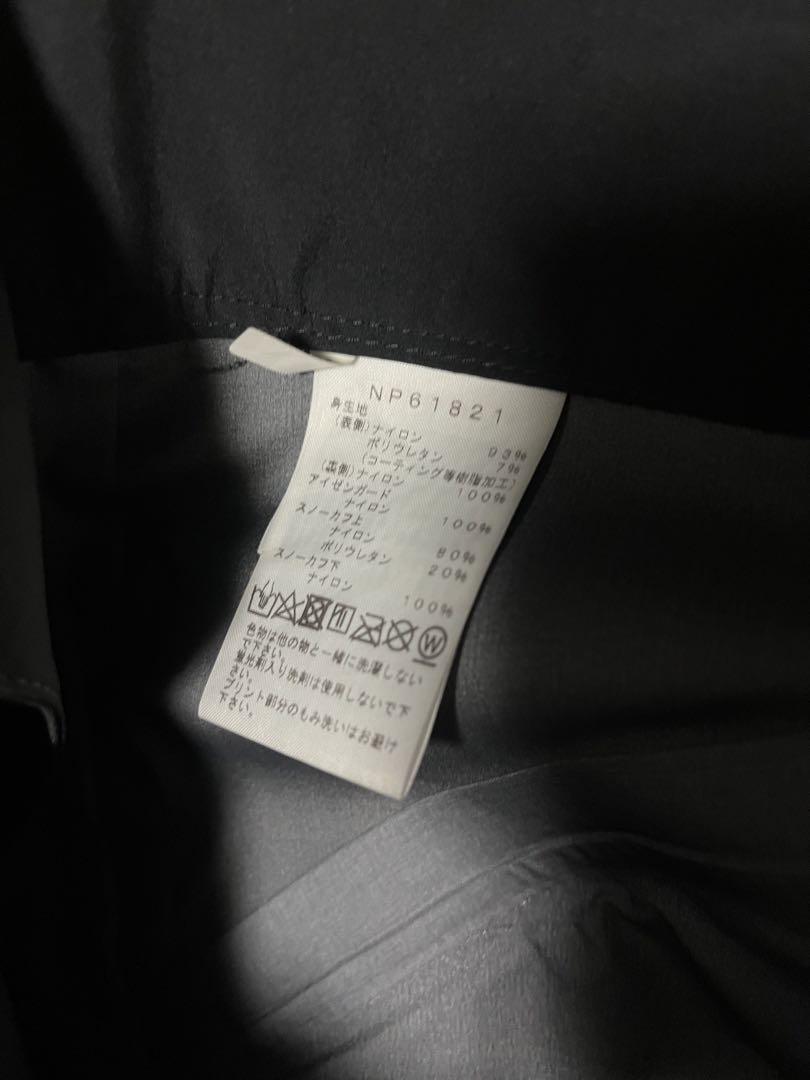 NP61821
身生地
(表側)ナイロン 93%
ポリウレタン 7%
(コーティング等樹脂加工)
(裏側)ナイロン 100%
アイゼンガード
ナイロン 100%
スノーカフ上
ナイロン 80%
ポリウレタン 20%
スノーカフ下
ナイロン 100%
W
色物は他の物と一緒に洗濯しない
で下さい。
蛍光剤入り洗剤は使用しないで下
さい。
プリント部分のもみ洗いはお避け
下さい。